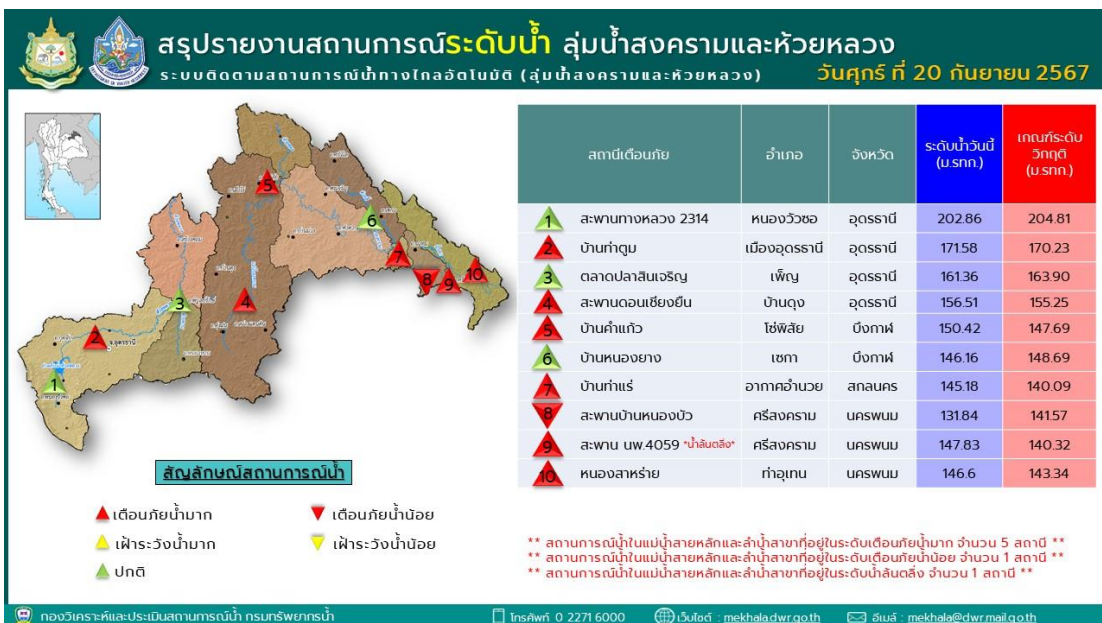 สรุปรายงานสถานการณ์ระดับน้ำ ลุ่มน้ำสงครามและห้วยหลวง
ระบบติดตามสถานการณ์น้ำทางไกลอัตโนมัติ (ลุ่มน้ำสงครามและห้วยหลวง)
วันศุกร์ ที่ 20 กันยายน 2567
สถานีเตือนภัย อำเภอ จังหวัด ระดับน้ำวันนี้ (ม.รทก.) เกณฑ์ระดับวิกฤติ (ม.รทก.)
1 สะพานทางหลวง 2314 หนองวัวซอ อุดรธานี 202.86 204.81
2 บ้านท่าตูม เมืองอุดรธานี อุดรธานี 171.58 170.23
3 ตลาดปลาสินเจริญ เพ็ญ อุดรธานี 161.36 163.90
4 สะพานดอนเชียงยืน บ้านดุง อุดรธานี 156.51 155.25
5 บ้านคำแก้ว โซ่พิสัย บึงกาฬ 150.42 147.69
6 บ้านหนองยาง เซกา บึงกาฬ 146.16 148.69
7 บ้านท่าแร่ อากาศอำนวย สกลนคร 145.18 140.09
8 สะพานบ้านหนองบัว ศรีสงคราม นครพนม 131.84 141.57
9 สะพาน นพ.4059 *น้ำล้นตลิ่ง* ศรีสงคราม นครพนม 147.83 140.32
10 หนองสาหร่าย ท่าอุเทน นครพนม 146.6 143.34
5
6
7
8
9
10
3
4
2
1
สัญลักษณ์สถานการณ์น้ำ
เตือนภัยน้ำมาก เตือนภัยน้ำน้อย
เฝ้าระวังน้ำมาก เฝ้าระวังน้ำน้อย
ปกติ
** สถานการณ์น้ำในแม่น้ำสายหลักและลำน้ำสาขาที่อยู่ในระดับเตือนภัยน้ำมาก จำนวน 5 สถานี **
** สถานการณ์น้ำในแม่น้ำสายหลักและลำน้ำสาขาที่อยู่ในระดับเตือนภัยน้ำน้อย จำนวน 1 สถานี **
** สถานการณ์น้ำในแม่น้ำสายหลักและลำน้ำสาขาที่อยู่ในระดับน้ำล้นตลิ่ง จำนวน 1 สถานี **
กองวิเคราะห์และประเมินสถานการณ์น้ำ กรมทรัพยากรน้ำ โทรศัพท์ 0 2271 6000 เว็บไซต์ : mekhala.dwr.go.th อีเมล์ : mekhala@dwr.mail.go.th